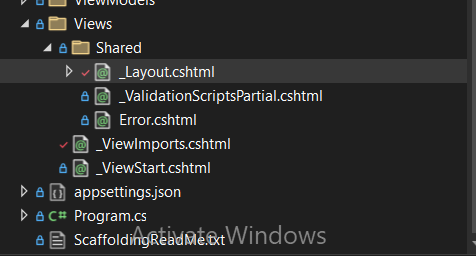 ViewModels
Views
Shared
_Layout.cshtml
_ValidationScriptsPartial.cshtml
Error.cshtml
_ViewImports.cshtml
_ViewStart.cshtml
appsettings.json
C# Program.cs
ScaffoldingReadMe.txt
Activate Windows